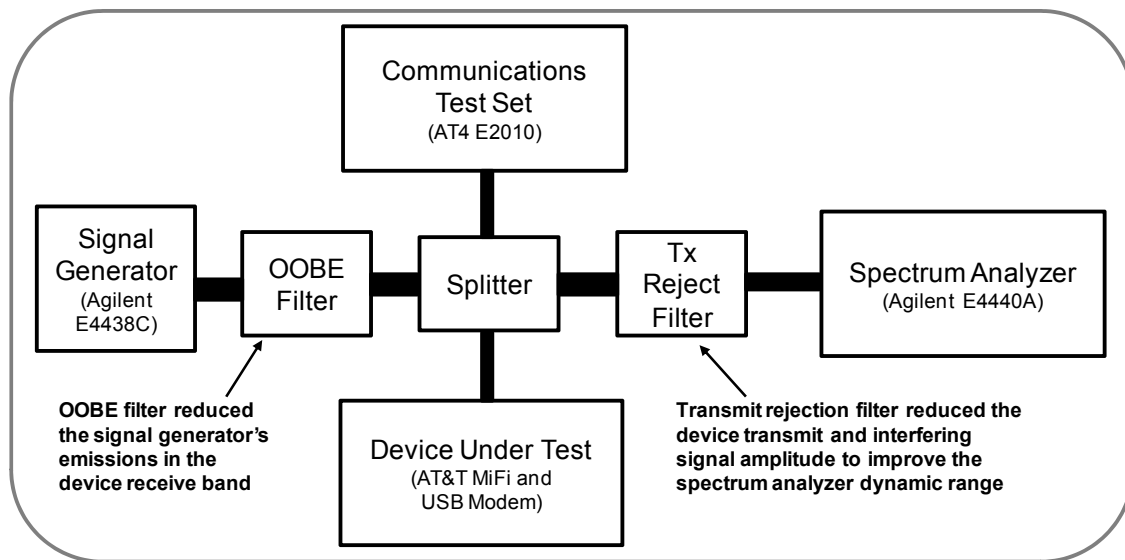 Communications
Test Set
(AT4 E2010)
Signal
Generator
(Agilent
E4438C)
OOBE
Filter
Splitter
Tx
Reject
Filter
Spectrum Analyzer
(Agilent E4440A)
OOBE filter reduced
the signal generator's
emissions in the
device receive band
Device Under Test
(AT&T MiFi and
USB Modem)
Transmit rejection filter reduced the
device transmit and interfering
signal amplitude to improve the
spectrum analyzer dynamic range